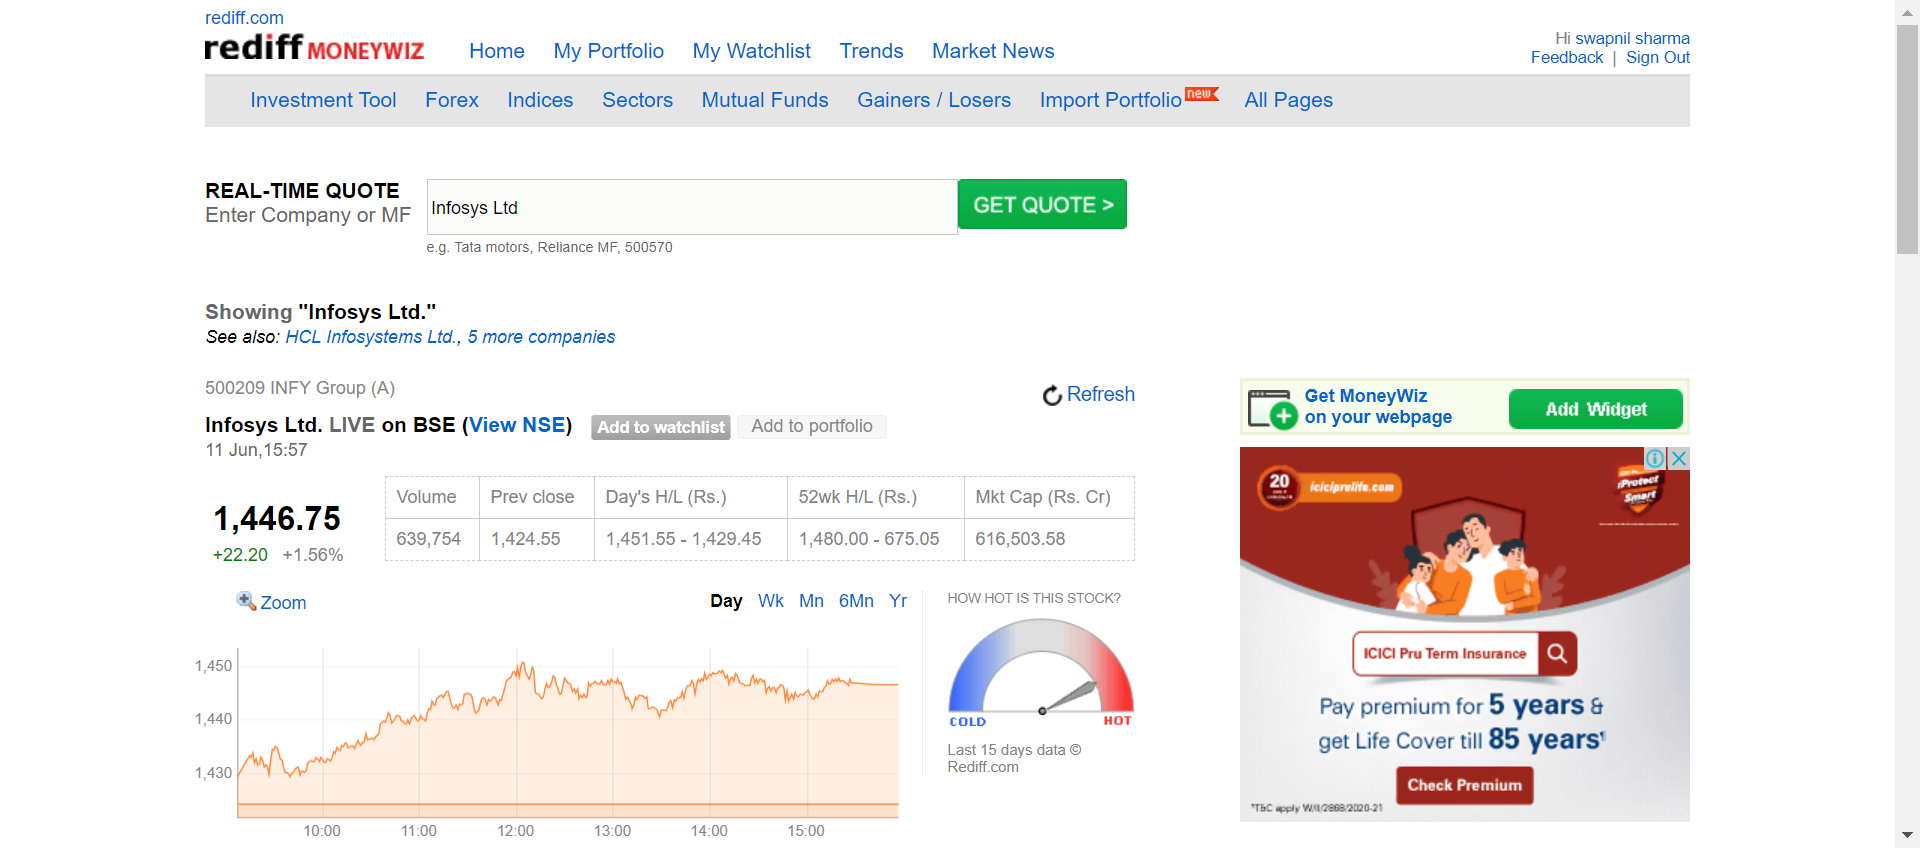 rediff.com
rediff MONEYWIZ
Home My Portfolio My Watchlist Trends Market News
Hi swapnil sharma
Feedback | Sign Out
Investment Tool Forex Indices Sectors Mutual Funds Gainers / Losers Import Portfolio new All Pages
REAL-TIME QUOTE
Enter Company or MF
Infosys Ltd
GET QUOTE >
e.g. Tata motors, Reliance MF, 500570
Showing "Infosys Ltd."
See also: HCL Infosystems Ltd., 5 more companies
500209 INFY Group (A)
Refresh
Infosys Ltd. LIVE on BSE (View NSE) Add to watchlist Add to portfolio
11 Jun,15:57
1,446.75
+22.20 +1.56%
Volume Prev close Day's H/L (Rs.) 52wk H/L (Rs.) Mkt Cap (Rs. Cr)
639,754 1,424.55 1,451.55 - 1,429.45 1,480.00 - 675.05 616,503.58
Zoom
Day Wk Mn 6Mn Yr
1,450
1,440
1,430
10:00 11:00 12:00 13:00 14:00 15:00
HOW HOT IS THIS STOCK?
COLD HOT
Last 15 days data ©
Rediff.com
Get MoneyWiz
on your webpage
Add Widget
20
iciciprulife.com
iProtect
Smart
ICICI Pru Term Insurance
Pay premium for 5 years &
get Life Cover till 85 years¶
Check Premium
¶T&C apply W/II/2868/2020-21